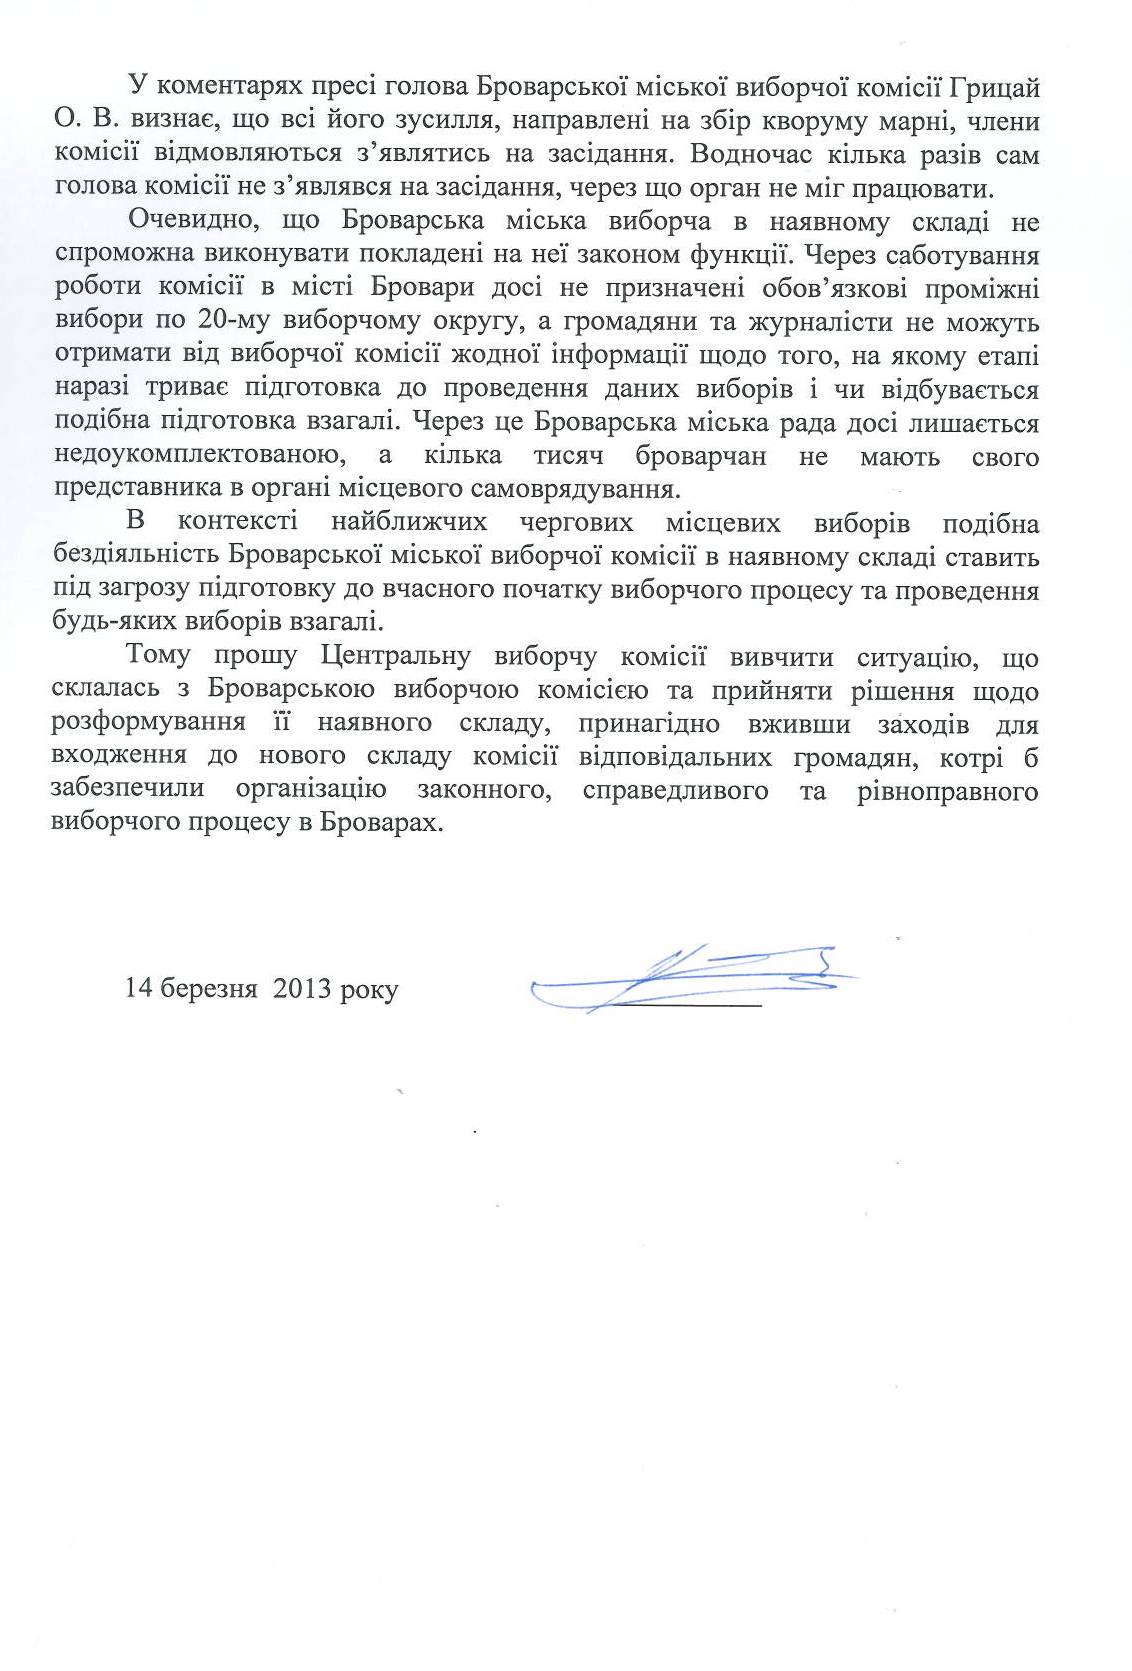 У коментарях пресі голова Броварської міської виборчої комісії Грицай
О. В. визнає, що всі його зусилля, направлені на збір кворуму марні, члени
комісії відмовляються з’являтись на засідання. Водночас кілька разів сам
голова комісії не з’являвся на засідання, через що орган не міг працювати.
Очевидно, що Броварська міська виборча в наявному складі не
спроможна виконувати покладені на неї законом функції. Через саботування
роботи комісії в місті Бровари досі не призначені обов’язкові проміжні
вибори по 20-му виборчому округу, а громадяни та журналісти не можуть
отримати від виборчої комісії жодної інформації щодо того, на якому етапі
наразі триває підготовка до проведення даних виборів і чи відбувається
подібна підготовка взагалі. Через це Броварська міська рада досі лишається
недоукомплектованою, а кілька тисяч броварчан не мають свого
представника в органі місцевого самоврядування.
В контексті найближчих чергових місцевих виборів подібна
бездіяльність Броварської міської виборчої комісії в наявному складі ставить
під загрозу підготовку до вчасного початку виборчого процесу та проведення
будь-яких виборів взагалі.
Тому прошу Центральну виборчу комісії вивчити ситуацію, що
склалась з Броварською виборчою комісією та прийняти рішення щодо
розформування її наявного складу, принагідно вживши заходів для
входження до нового складу комісії відповідальних громадян, котрі б
забезпечили організацію законного, справедливого та рівноправного
виборчого процесу в Броварах.
14 березня 2013 року